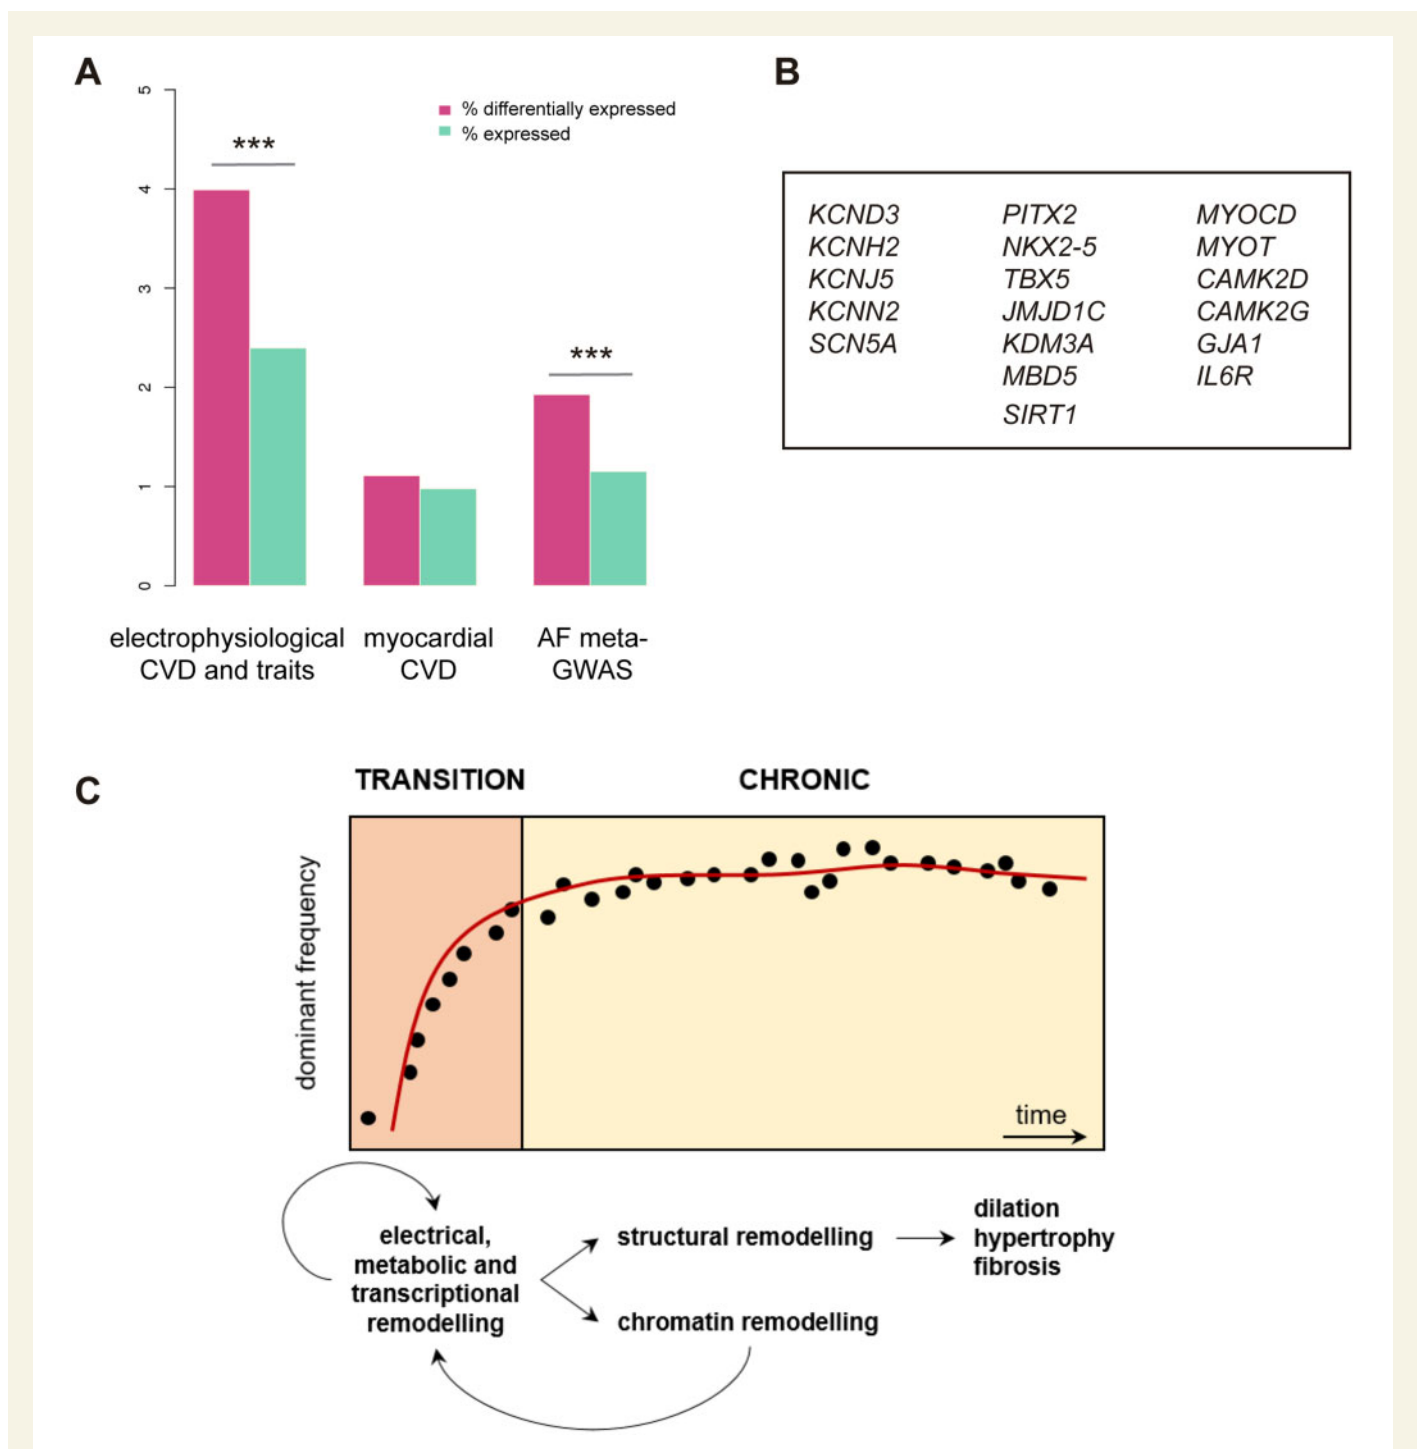 A
5
4
3
2
1
0
% differentially expressed
% expressed
***
***
electrophysiological
CVD and traits
myocardial
CVD
AF meta-
GWAS
B
KCND3
KCNH2
KCNJ5
KCNN2
SCN5A
PITX2
NKX2-5
TBX5
JMJD1C
KDM3A
MBD5
SIRT1
MYOCD
MYOT
CAMK2D
CAMK2G
GJA1
IL6R
C
TRANSITION
CHRONIC
dominant frequency
time
electrical,
metabolic and
transcriptional
remodelling
structural remodelling
chromatin remodelling
dilation
hypertrophy
fibrosis